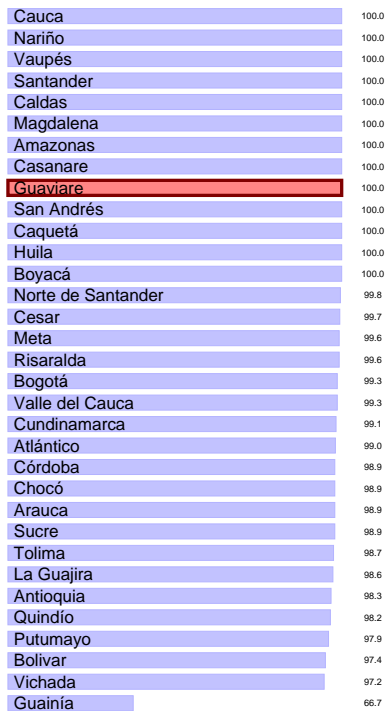 Cauca 100.0
Nariño 100.0
Vaupés 100.0
Santander 100.0
Caldas 100.0
Magdalena 100.0
Amazonas 100.0
Casanare 100.0
Guaviare 100.0
San Andrés 100.0
Caquetá 100.0
Huila 100.0
Boyacá 100.0
Norte de Santander 99.8
Cesar 99.7
Meta 99.6
Risaralda 99.6
Bogotá 99.3
Valle del Cauca 99.3
Cundinamarca 99.1
Atlántico 99.0
Córdoba 98.9
Chocó 98.9
Arauca 98.9
Sucre 98.9
Tolima 98.7
La Guajira 98.6
Antioquia 98.3
Quindío 98.2
Putumayo 97.9
Bolivar 97.4
Vichada 97.2
Guainía 66.7